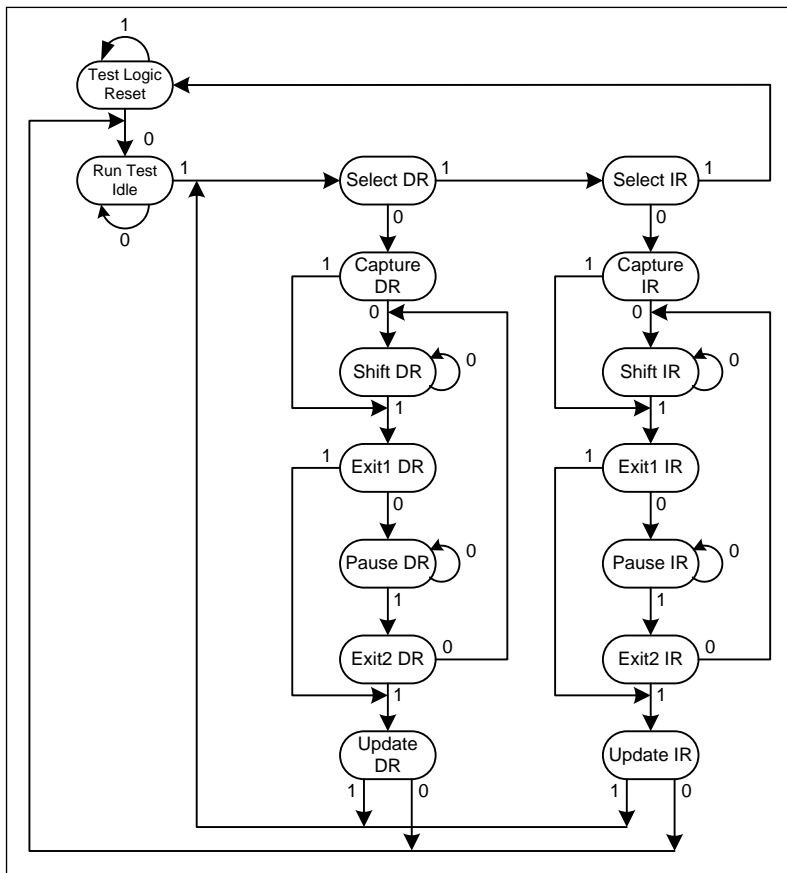 1
Test Logic
Reset
0
Run Test
Idle
1
0
Select DR
1
0
Select IR
1
0
Capture
DR
1
0
Capture
IR
1
0
Shift DR
0
1
Shift IR
0
1
Exit1 DR
1
0
Exit1 IR
1
0
Pause DR
0
1
Pause IR
0
1
Exit2 DR
0
1
Exit2 IR
0
1
Update
DR
1
0
Update IR
1
0